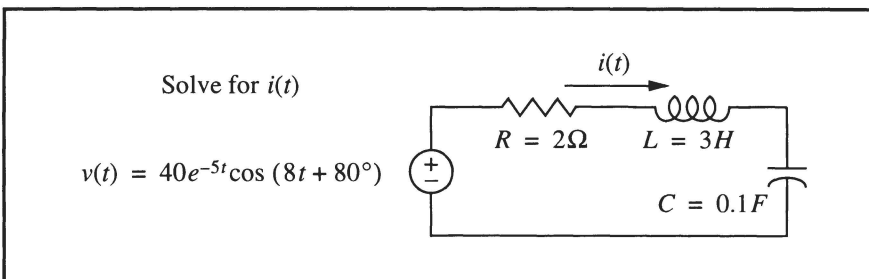 Solve for i(t)
i(t)
R = 2Ω
L = 3H
v(t) = 40e^{-5t} cos (8t + 80°)
+
−
C = 0.1F